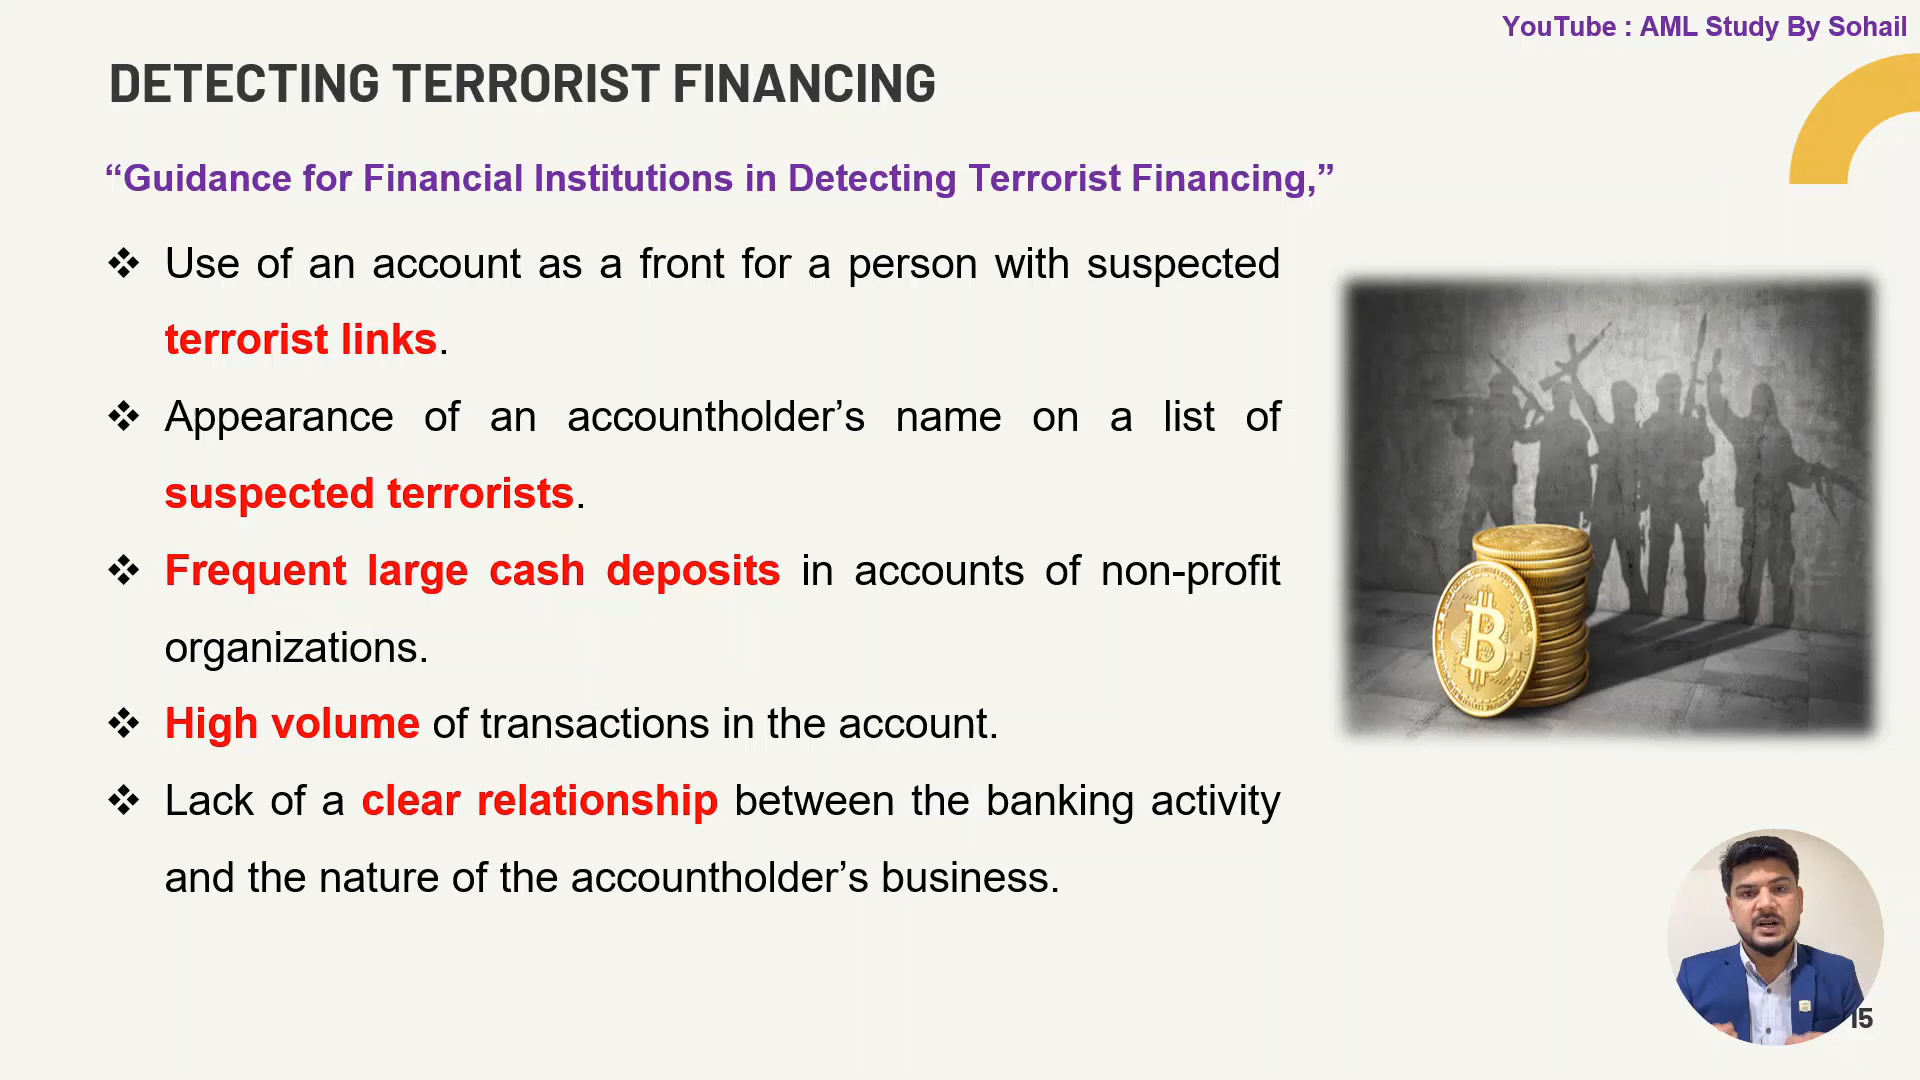 YouTube : AML Study By Sohail
DETECTING TERRORIST FINANCING
“Guidance for Financial Institutions in Detecting Terrorist Financing,”
❖ Use of an account as a front for a person with suspected
terrorist links.
❖ Appearance of an accountholder’s name on a list of
suspected terrorists.
❖ Frequent large cash deposits in accounts of non-profit
organizations.
❖ High volume of transactions in the account.
❖ Lack of a clear relationship between the banking activity
and the nature of the accountholder’s business.
15